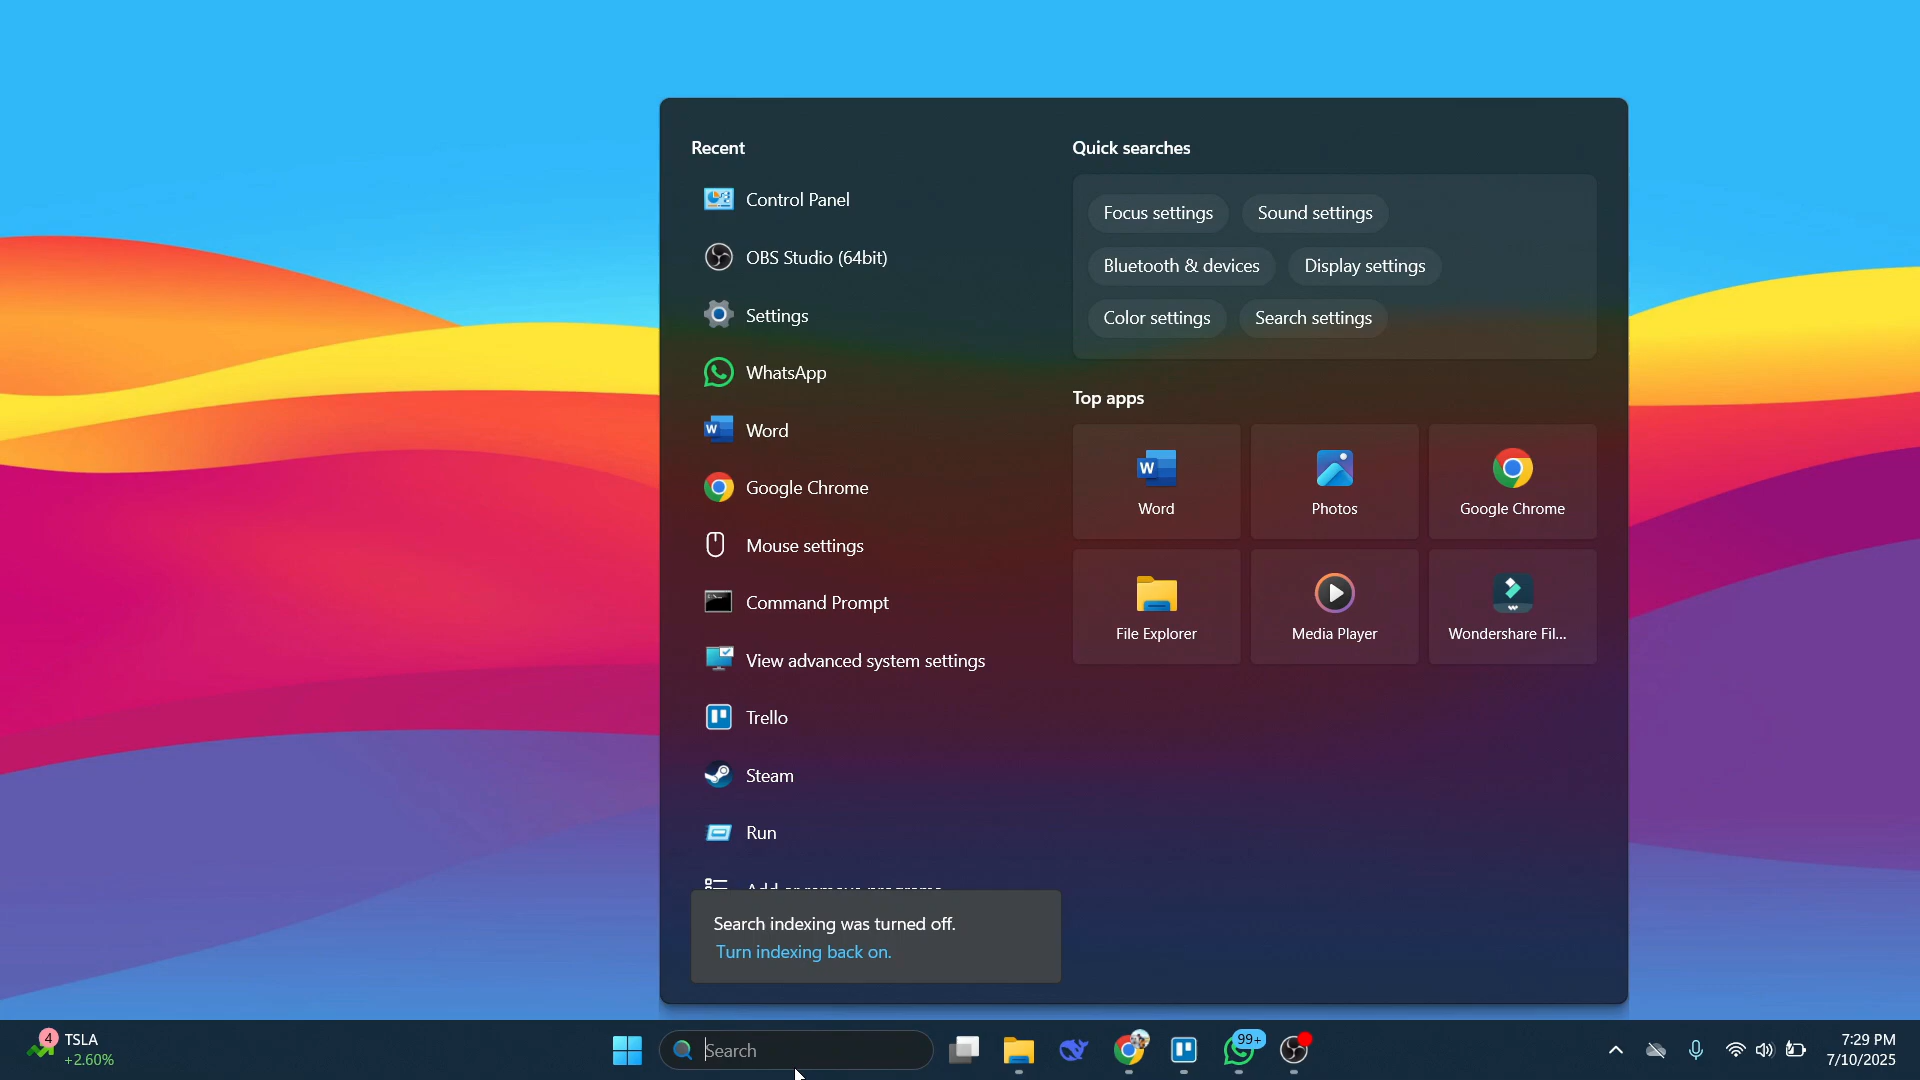 Recent
Control Panel
OBS Studio (64bit)
Settings
WhatsApp
Word
Google Chrome
Mouse settings
Command Prompt
View advanced system settings
Trello
Steam
Run
Add or remove programs
Search indexing was turned off.
Turn indexing back on.
Quick searches
Focus settings
Sound settings
Bluetooth & devices
Display settings
Color settings
Search settings
Top apps
Word
Photos
Google Chrome
File Explorer
Media Player
Wondershare Fil...
4
TSLA
+2.60%
Search
99+
7:29 PM
7/10/2025